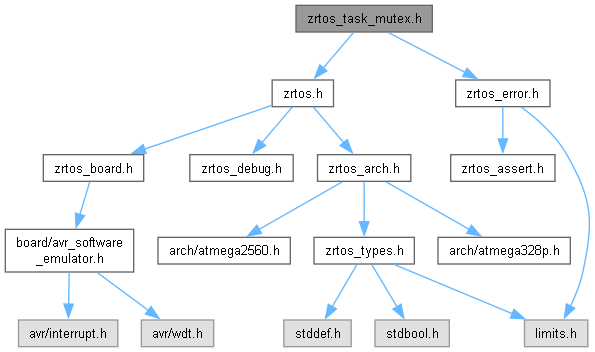 zrtos_task_mutex.h
zrtos.h
zrtos_error.h
zrtos_board.h
zrtos_debug.h
zrtos_arch.h
zrtos_assert.h
board/avr_software
_emulator.h
arch/atmega2560.h
zrtos_types.h
arch/atmega328p.h
avr/interrupt.h
avr/wdt.h
stddef.h
stdbool.h
limits.h